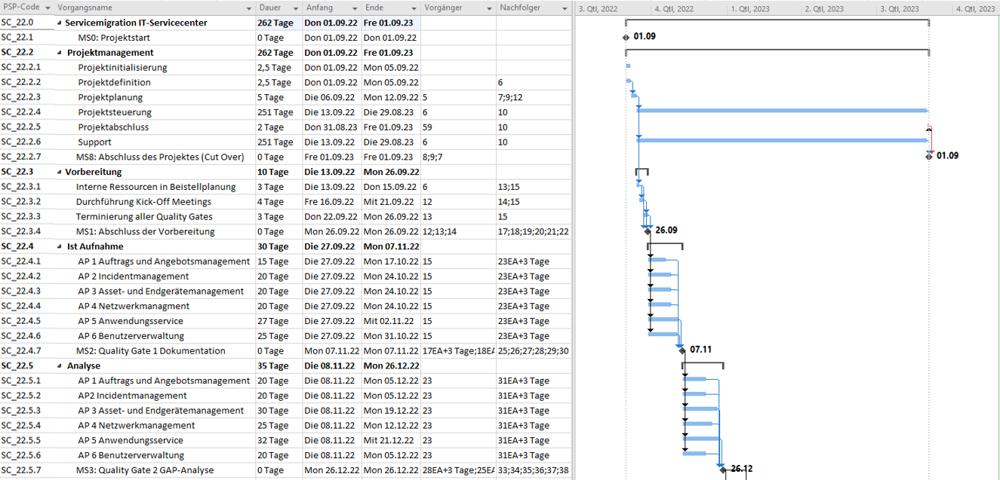 PSP-Code Vorgangsname Dauer Anfang Ende Vorgänger Nachfolger 3. Qtl, 2022 4. Qtl, 2022 1. Qtl, 2023 2. Qtl, 2023 3. Qtl, 2023 4. Qtl, 2023
SC_22.0 Servicemigration IT-Servicecenter 262 Tage Don 01.09.22 Fre 01.09.23
SC_22.1 MS0: Projektstart 0 Tage Don 01.09.22 Don 01.09.22 01.09
SC_22.2 Projektmanagement 262 Tage Don 01.09.22 Fre 01.09.23
SC_22.2.1 Projektinitialisierung 2,5 Tage Don 01.09.22 Mon 05.09.22
SC_22.2.2 Projektdefinition 2,5 Tage Don 01.09.22 Mon 05.09.22 6
SC_22.2.3 Projektplanung 5 Tage Die 06.09.22 Mon 12.09.22 5 7;9;12
SC_22.2.4 Projektsteuerung 251 Tage Die 13.09.22 Die 29.08.23 6 10
SC_22.2.5 Projektabschluss 2 Tage Don 31.08.23 Fre 01.09.23 59 10
SC_22.2.6 Support 251 Tage Die 13.09.22 Die 29.08.23 6 10
SC_22.2.7 MS8: Abschluss des Projektes (Cut Over) 0 Tage Fre 01.09.23 Fre 01.09.23 8;9;7 01.09
SC_22.3 Vorbereitung 10 Tage Die 13.09.22 Mon 26.09.22
SC_22.3.1 Interne Ressourcen in Beistellplanung 3 Tage Die 13.09.22 Don 15.09.22 6 13;15
SC_22.3.2 Durchführung Kick-Off Meetings 4 Tage Fre 16.09.22 Mit 21.09.22 12 14;15
SC_22.3.3 Terminierung aller Quality Gates 3 Tage Don 22.09.22 Mon 26.09.22 13 15
SC_22.3.4 MS1: Abschluss der Vorbereitung 0 Tage Mon 26.09.22 Mon 26.09.22 12;13;14 17;18;19;20;21;22 26.09
SC_22.4 Ist Aufnahme 30 Tage Die 27.09.22 Mon 07.11.22
SC_22.4.1 AP 1 Auftrags und Angebotsmanagement 15 Tage Die 27.09.22 Mon 17.10.22 15 23EA+3 Tage
SC_22.4.2 AP 2 Incidentmanagement 20 Tage Die 27.09.22 Mon 24.10.22 15 23EA+3 Tage
SC_22.4.3 AP 3 Asset- und Endgerätemanagement 20 Tage Die 27.09.22 Mon 24.10.22 15 23EA+3 Tage
SC_22.4.4 AP 4 Netzwerkmanagment 20 Tage Die 27.09.22 Mon 24.10.22 15 23EA+3 Tage
SC_22.4.5 AP 5 Anwendungsservice 27 Tage Die 27.09.22 Mit 02.11.22 15 23EA+3 Tage
SC_22.4.6 AP 6 Benutzerverwaltung 25 Tage Die 27.09.22 Mon 31.10.22 15 23EA+3 Tage
SC_22.4.7 MS2: Quality Gate 1 Dokumentation 0 Tage Mon 07.11.22 Mon 07.11.22 17EA+3 Tage;18EA 25;26;27;28;29;30 07.11
SC_22.5 Analyse 35 Tage Die 08.11.22 Mon 26.12.22
SC_22.5.1 AP 1 Auftrags und Angebotsmanagement 20 Tage Die 08.11.22 Mon 05.12.22 23 31EA+3 Tage
SC_22.5.2 AP2 Incidentmanagement 20 Tage Die 08.11.22 Mon 05.12.22 23 31EA+3 Tage
SC_22.5.3 AP 3 Asset- und Endgerätemanagement 30 Tage Die 08.11.22 Mon 19.12.22 23 31EA+3 Tage
SC_22.5.4 AP 4 Netzwerkmanagement 25 Tage Die 08.11.22 Mon 12.12.22 23 31EA+3 Tage
SC_22.5.5 AP 5 Anwendungsservice 32 Tage Die 08.11.22 Mit 21.12.22 23 31EA+3 Tage
SC_22.5.6 AP 6 Benutzerverwaltung 20 Tage Die 08.11.22 Mon 05.12.22 23 31EA+3 Tage
SC_22.5.7 MS3: Quality Gate 2 GAP-Analyse 0 Tage Mon 26.12.22 Mon 26.12.22 28EA+3 Tage;25EA 33;34;35;36;37;38 26.12